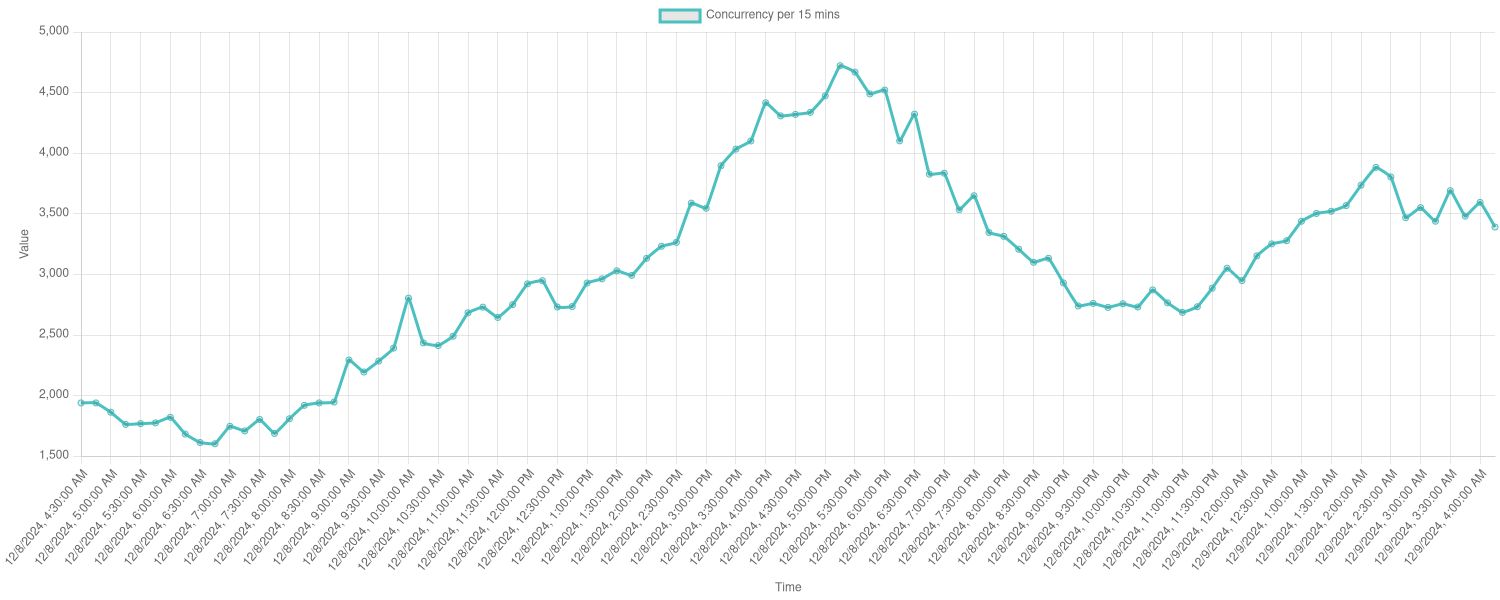 Concurrency per 15 mins
5,000
4,500
4,000
3,500
3,000
2,500
2,000
1,500
Value
12/8/2024, 4:30:00 AM
12/8/2024, 5:00:00 AM
12/8/2024, 5:30:00 AM
12/8/2024, 6:00:00 AM
12/8/2024, 6:30:00 AM
12/8/2024, 7:00:00 AM
12/8/2024, 7:30:00 AM
12/8/2024, 8:00:00 AM
12/8/2024, 8:30:00 AM
12/8/2024, 9:00:00 AM
12/8/2024, 9:30:00 AM
12/8/2024, 10:00:00 AM
12/8/2024, 10:30:00 AM
12/8/2024, 11:00:00 AM
12/8/2024, 11:30:00 AM
12/8/2024, 12:00:00 PM
12/8/2024, 12:30:00 PM
12/8/2024, 1:00:00 PM
12/8/2024, 1:30:00 PM
12/8/2024, 2:00:00 PM
12/8/2024, 2:30:00 PM
12/8/2024, 3:00:00 PM
12/8/2024, 3:30:00 PM
12/8/2024, 4:00:00 PM
12/8/2024, 4:30:00 PM
12/8/2024, 5:00:00 PM
12/8/2024, 5:30:00 PM
12/8/2024, 6:00:00 PM
12/8/2024, 6:30:00 PM
12/8/2024, 7:00:00 PM
12/8/2024, 7:30:00 PM
12/8/2024, 8:00:00 PM
12/8/2024, 8:30:00 PM
12/8/2024, 9:00:00 PM
12/8/2024, 9:30:00 PM
12/8/2024, 10:00:00 PM
12/8/2024, 10:30:00 PM
12/8/2024, 11:00:00 PM
12/8/2024, 11:30:00 PM
12/9/2024, 12:00:00 AM
12/9/2024, 12:30:00 AM
12/9/2024, 1:00:00 AM
12/9/2024, 1:30:00 AM
12/9/2024, 2:00:00 AM
12/9/2024, 2:30:00 AM
12/9/2024, 3:00:00 AM
12/9/2024, 3:30:00 AM
12/9/2024, 4:00:00 AM
Time